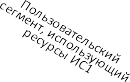 Пользовательский
сегмент, использующий
ресурсы ИС1